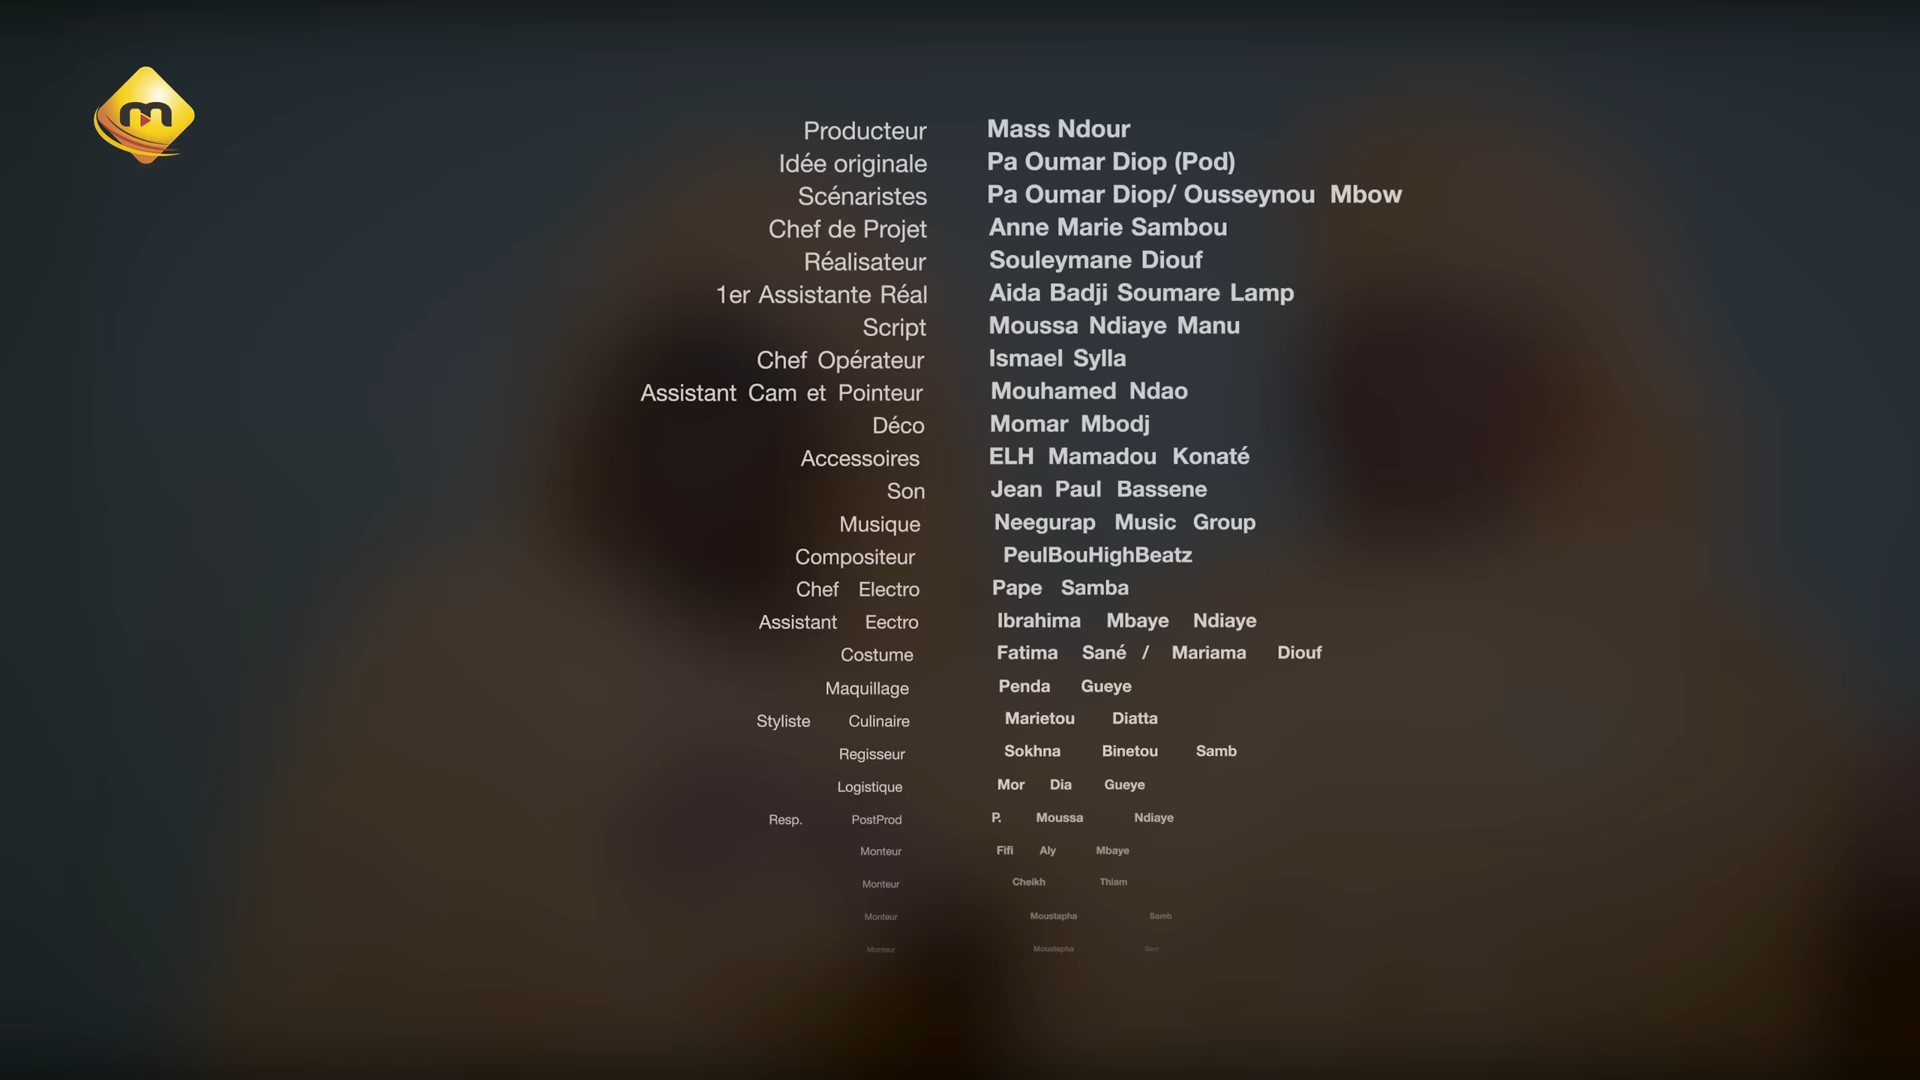 m
Producteur Mass Ndour
Idée originale Pa Oumar Diop (Pod)
Scénaristes Pa Oumar Diop/ Ousseynou Mbow
Chef de Projet Anne Marie Sambou
Réalisateur Souleymane Diouf
1er Assistante Réal Aida Badji Soumare Lamp
Script Moussa Ndiaye Manu
Chef Opérateur Ismael Sylla
Assistant Cam et Pointeur Mouhamed Ndao
Déco Momar Mbodj
Accessoires ELH Mamadou Konaté
Son Jean Paul Bassene
Musique Neegurap Music Group
Compositeur PeulBouHighBeatz
Chef Electro Pape Samba
Assistant Eectro Ibrahima Mbaye Ndiaye
Costume Fatima Sané / Mariama Diouf
Maquillage Penda Gueye
Styliste Culinaire Marietou Diatta
Regisseur Sokhna Binetou Samb
Logistique Mor Dia Gueye
Resp. PostProd P. Moussa Ndiaye
Monteur Fifi Aly Mbaye
Monteur Cheikh Thiam
Monteur Moustapha Samb
Monteur Moustapha